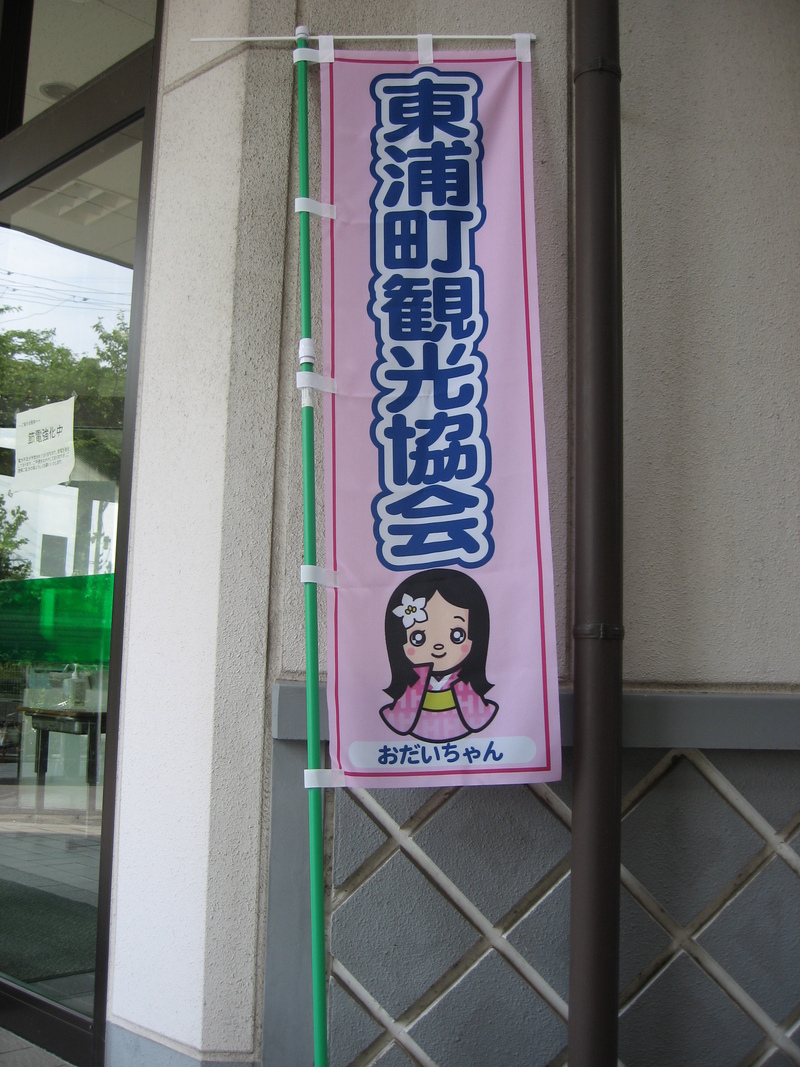 東浦町観光協会
おだいちゃん
節電強化中